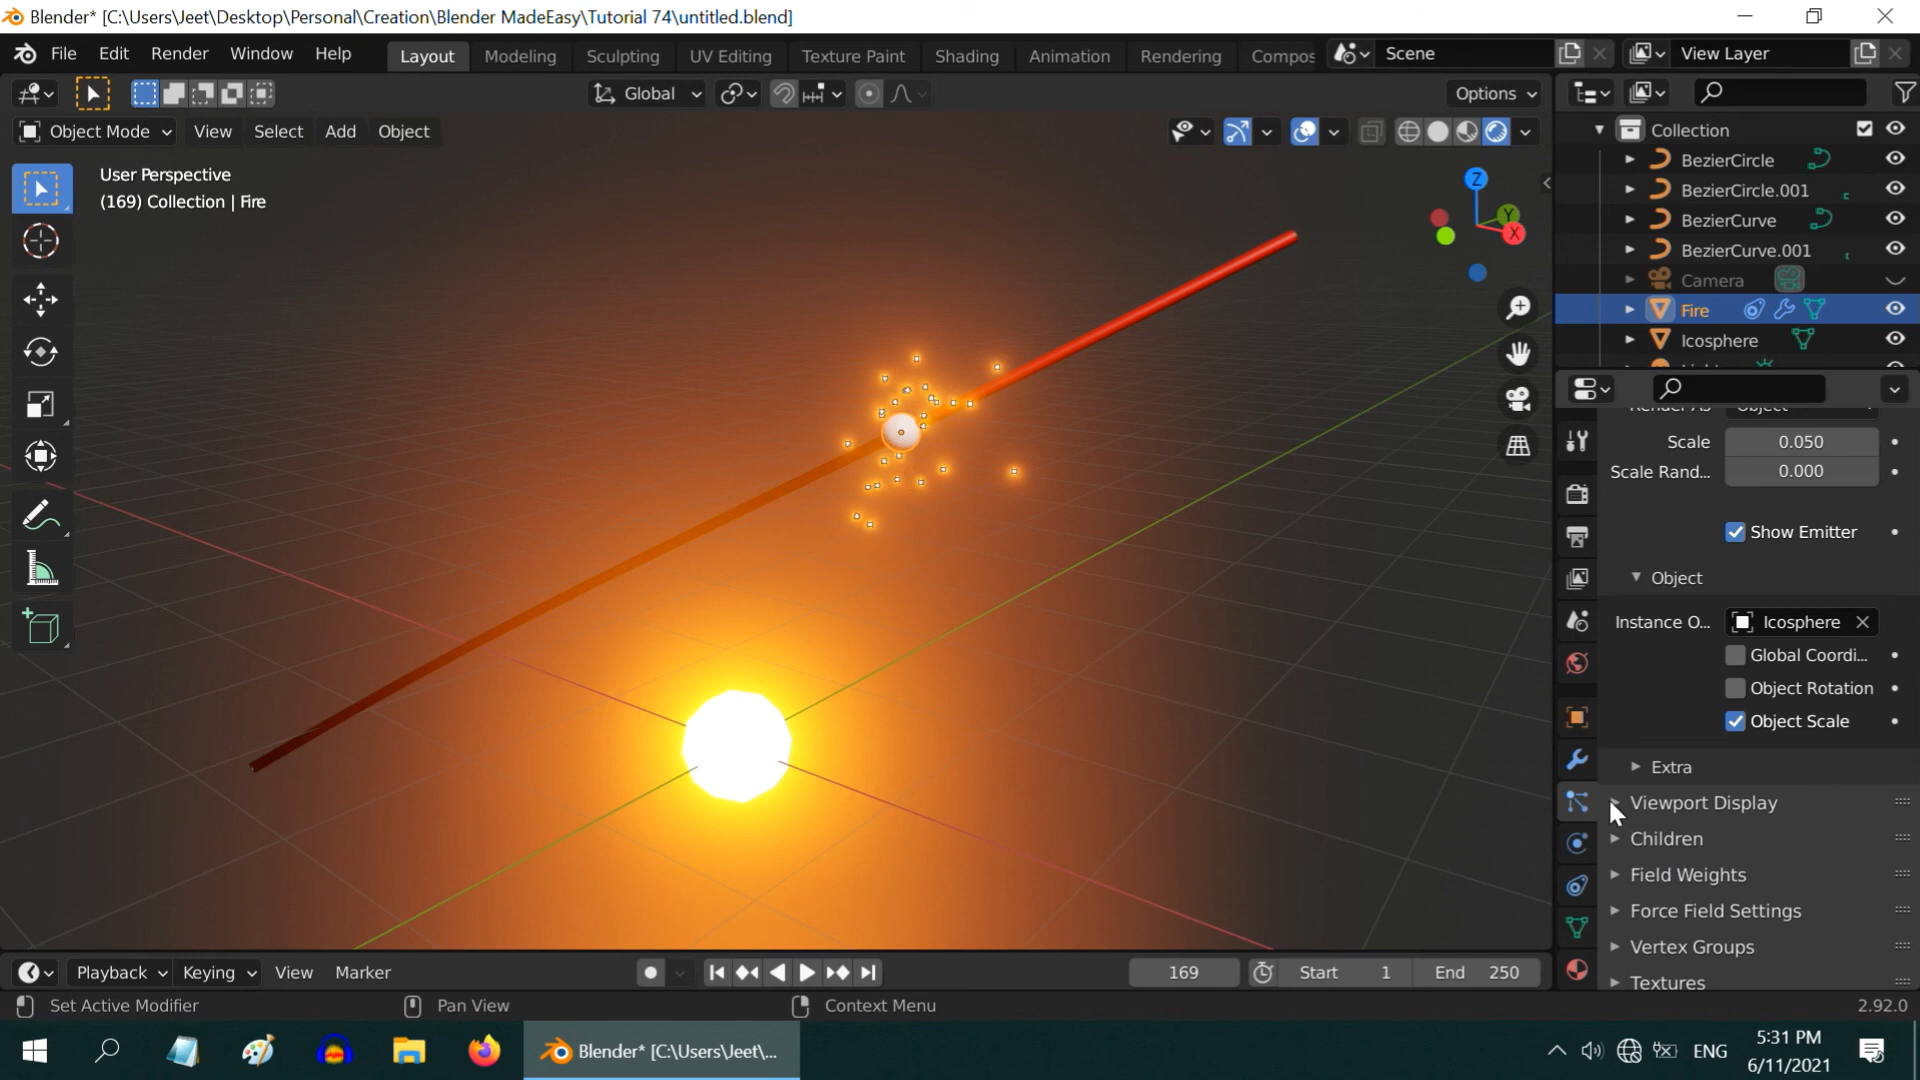 Blender* [C:\Users\Jeet\Desktop\Personal\Creation\Blender MadeEasy\Tutorial 74\untitled.blend]
File Edit Render Window Help Layout Modeling Sculpting UV Editing Texture Paint Shading Animation Rendering Compos Scene View Layer
Global Options
Object Mode View Select Add Object
User Perspective
(169) Collection | Fire
Z
Y
X
Collection
BezierCircle
BezierCircle.001
BezierCurve
BezierCurve.001
Camera
Fire
Icosphere
Scale 0.050
Scale Rand... 0.000
Show Emitter
Object
Instance O... Icosphere
Global Coordi...
Object Rotation
Object Scale
Extra
Viewport Display
Children
Field Weights
Force Field Settings
Vertex Groups
Textures
Playback Keying View Marker 169 Start 1 End 250
Set Active Modifier Pan View Context Menu 2.92.0
Blender* [C:\Users\Jeet\... ENG 5:31 PM
6/11/2021